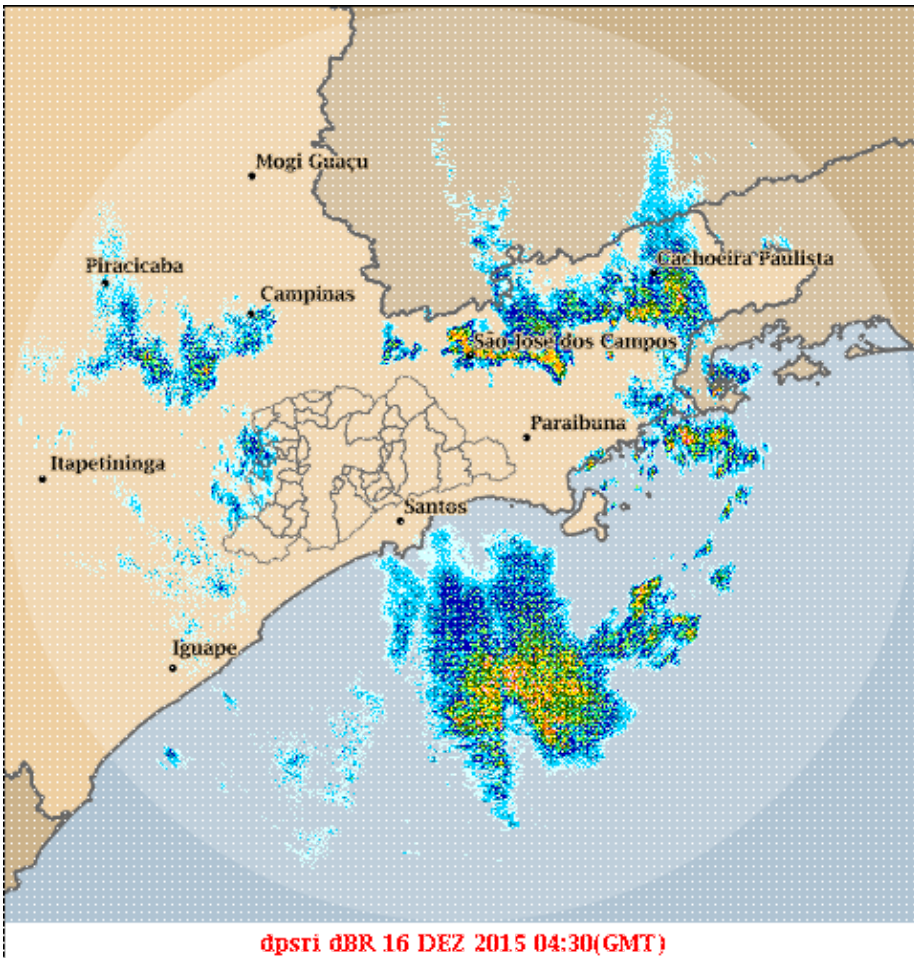 Mogi Guaçu
Piracicaba
Cachoeira Paulista
Campinas
São José dos Campos
Paraibuna
Itapetininga
Santos
Iguape
dpsri dBR 16 DEZ 2015 04:30(GMT)